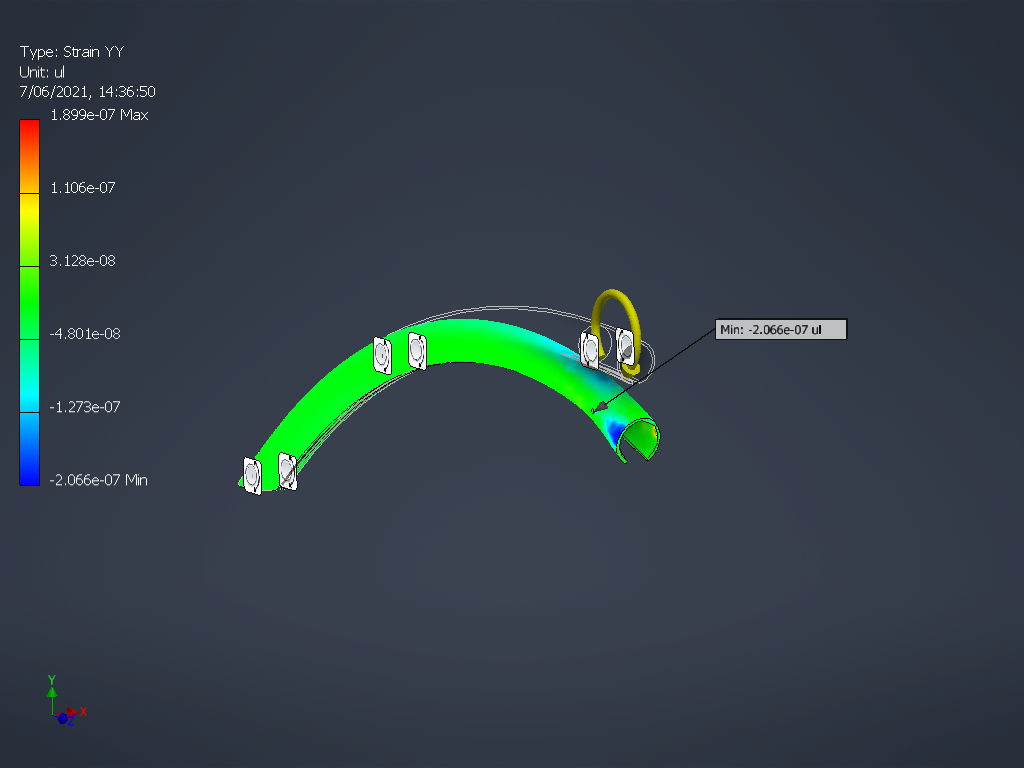 Type: Strain YY
Unit: ul
7/06/2021, 14:36:50
1.899e-07 Max
1.106e-07
3.128e-08
-4.801e-08
-1.273e-07
-2.066e-07 Min
Min: -2.066e-07 ul
Y
X
Z